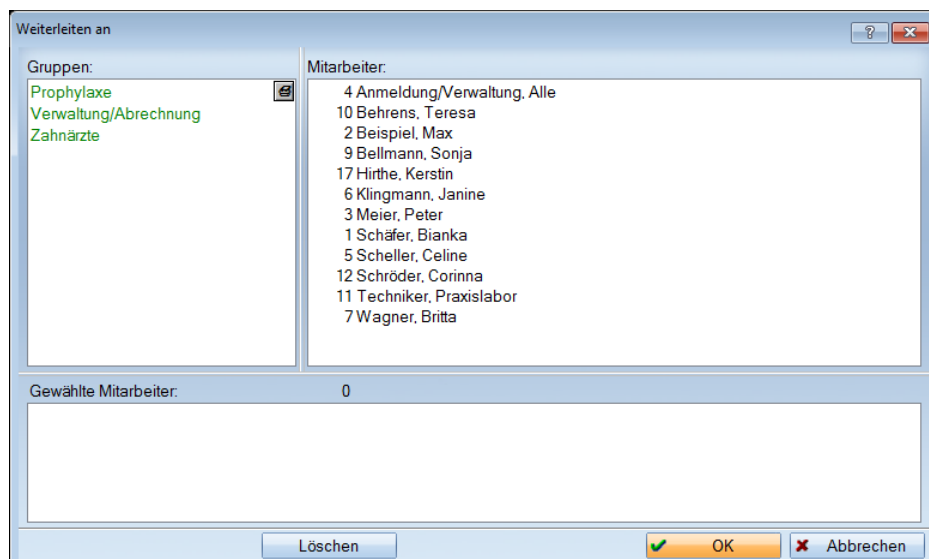 Weiterleiten an
?
Gruppen:
Prophylaxe
Verwaltung/Abrechnung
Zahnärzte
Mitarbeiter:
4 Anmeldung/Verwaltung, Alle
10 Behrens, Teresa
2 Beispiel, Max
9 Bellmann, Sonja
17 Hirthe, Kerstin
6 Klingmann, Janine
3 Meier, Peter
1 Schäfer, Bianka
5 Scheller, Celine
12 Schröder, Corinna
11 Techniker, Praxislabor
7 Wagner, Britta
Gewählte Mitarbeiter: 0
Löschen OK Abbrechen